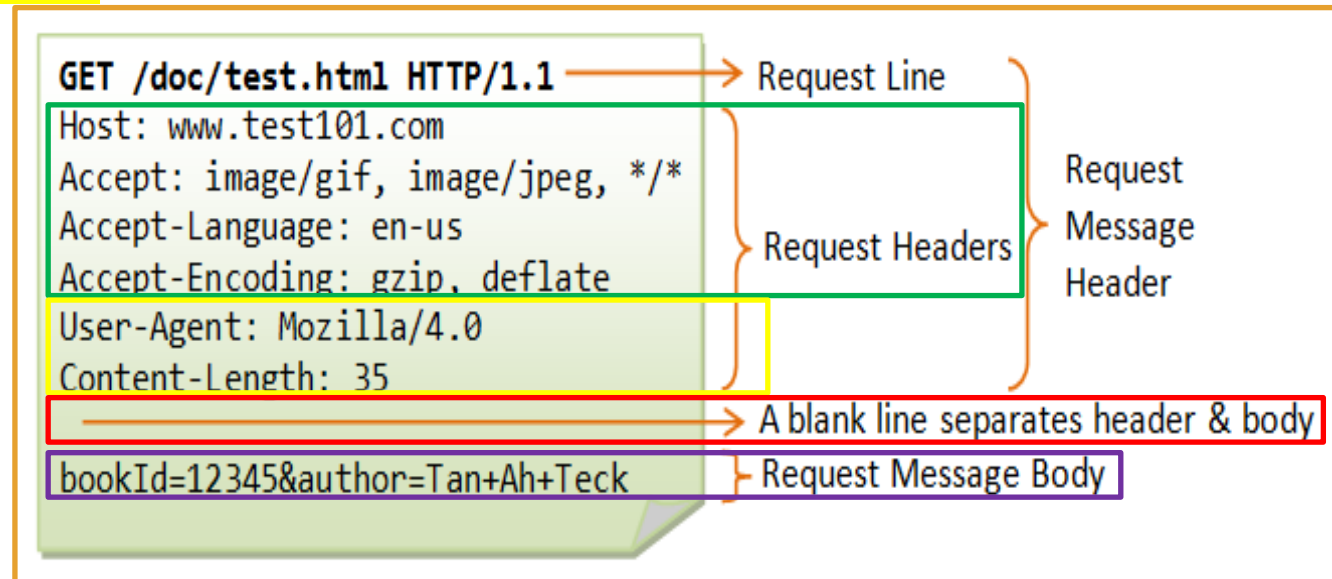 GET /doc/test.html HTTP/1.1
Request Line
Host: www.test101.com
Accept: image/gif, image/jpeg, */*
Accept-Language: en-us
Accept-Encoding: gzip, deflate
User-Agent: Mozilla/4.0
Content-Length: 35
Request Headers
Request
Message
Header
A blank line separates header & body
bookId=12345&author=Tan+Ah+Teck
Request Message Body